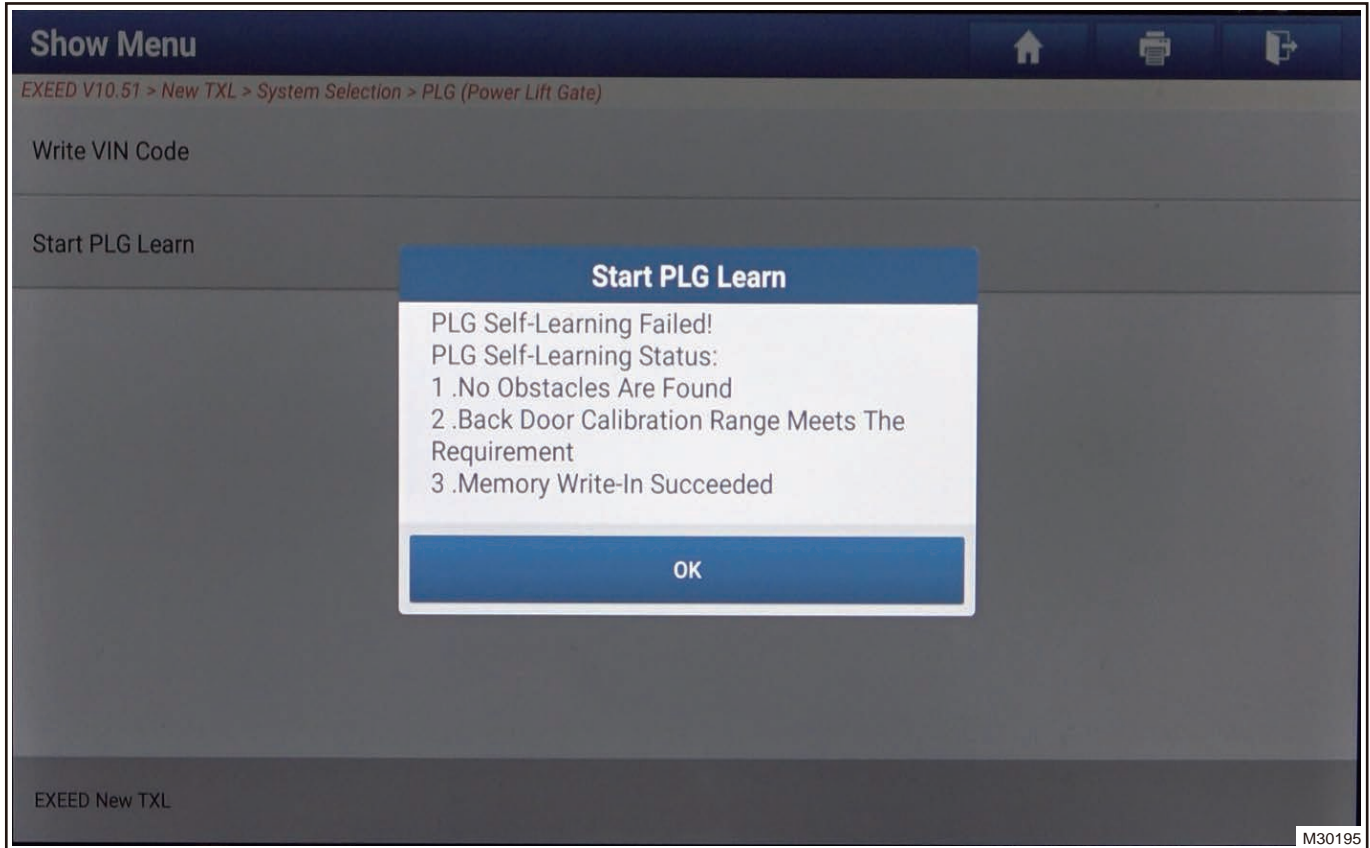 Show Menu
EXEED V10.51 > New TXL > System Selection > PLG (Power Lift Gate)
Write VIN Code
Start PLG Learn
Start PLG Learn
PLG Self-Learning Failed!
PLG Self-Learning Status:
1 .No Obstacles Are Found
2 .Back Door Calibration Range Meets The
Requirement
3 .Memory Write-In Succeeded
OK
EXEED New TXL
M30195